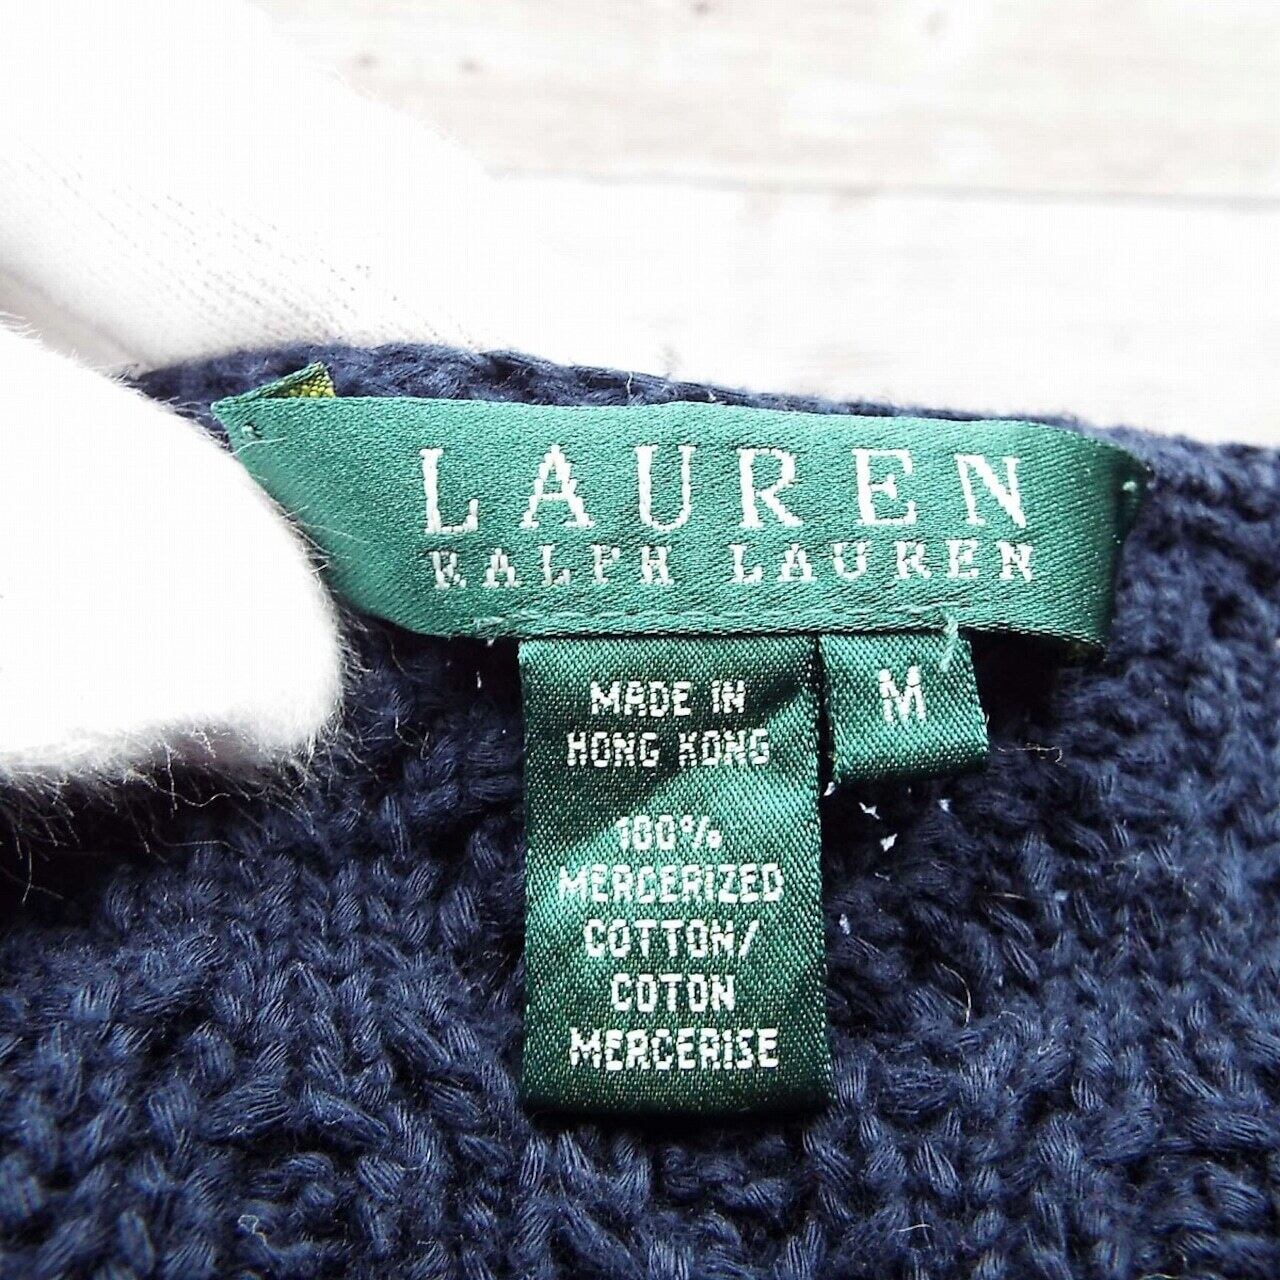 LAUREN
RALPH LAUREN
MADE IN
HONG KONG
M
100%
MERCERIZED
COTTON/
COTON
MERCERISE